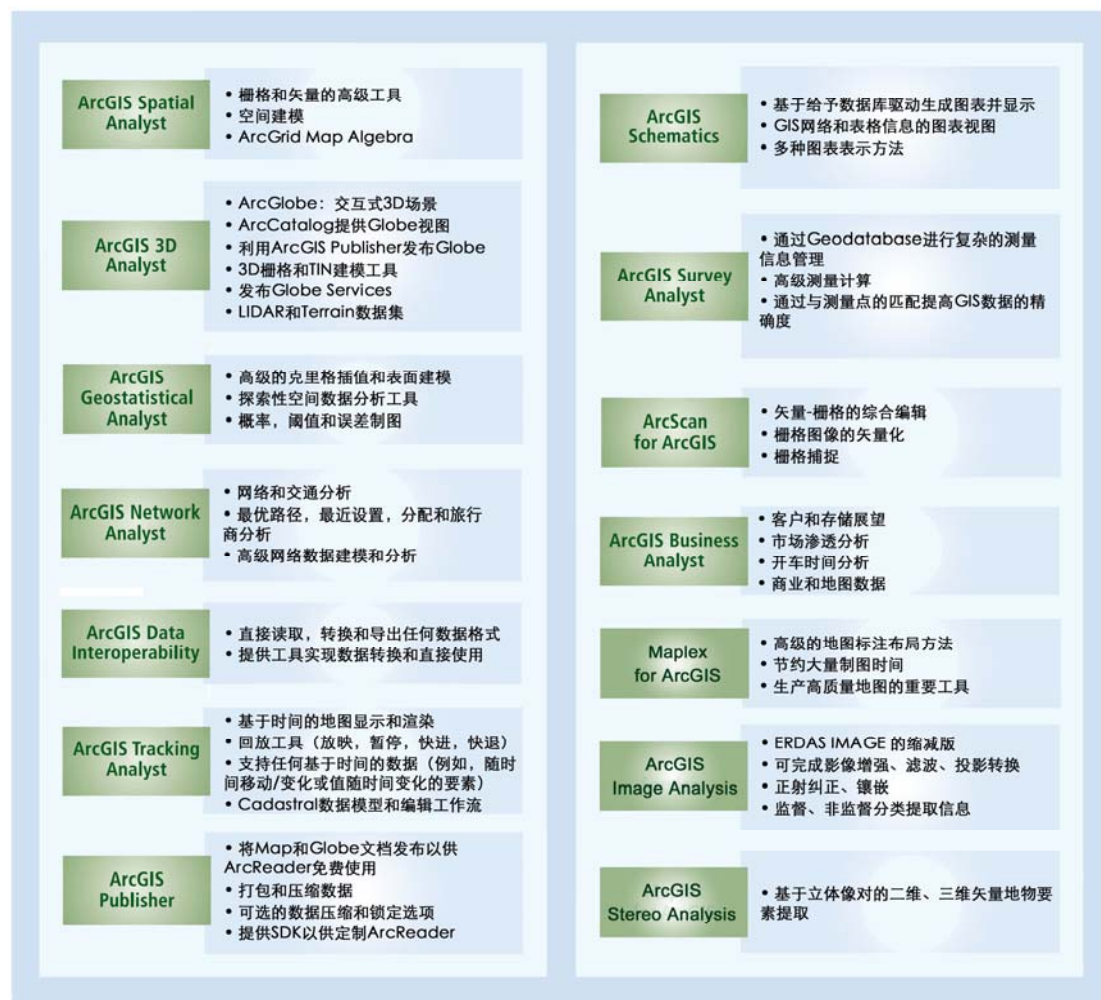 ArcGIS Spatial
Analyst
• 栅格和矢量的高级工具
• 空间建模
• ArcGrid Map Algebra
ArcGIS 3D
Analyst
• ArcGlobe：交互式3D场景
• ArcCatalog提供Globe视图
• 利用ArcGIS Publisher发布Globe
• 3D栅格和TIN建模工具
• 发布Globe Services
• LIDAR和Terrain数据集
ArcGIS
Geostatistical
Analyst
• 高级的克里格插值和表面建模
• 探索性空间数据分析工具
• 概率，阈值和误差制图
ArcGIS Network
Analyst
• 网络和交通分析
• 最优路径，最近设置，分配和旅行
商分析
• 高级网络数据建模和分析
ArcGIS Data
Interoperability
• 直接读取，转换和导出任何数据格式
• 提供工具实现数据转换和直接使用
ArcGIS Tracking
Analyst
• 基于时间的地图显示和渲染
• 回放工具（放映，暂停，快进，快退）
• 支持任何基于时间的数据（例如，随时
间移动/变化或值随时间变化的要素）
• Cadastral数据模型和编辑工作流
ArcGIS
Publisher
• 将Map和Globe文档发布以供
ArcReader免费使用
• 打包和压缩数据
• 可选的数据压缩和锁定选项
• 提供SDK以供定制ArcReader
ArcGIS
Schematics
• 基于给予数据库驱动生成图表并显示
• GIS网络和表格信息的图表视图
• 多种图表表示方法
ArcGIS Survey
Analyst
• 通过Geodatabase进行复杂的测量
信息管理
• 高级测量计算
• 通过与测量点的匹配提高GIS数据的精
确度
ArcScan
for ArcGIS
• 矢量-栅格的综合编辑
• 栅格图像的矢量化
• 栅格捕捉
ArcGIS Business
Analyst
• 客户和存储展望
• 市场渗透分析
• 开车时间分析
• 商业和地图数据
Maplex
for ArcGIS
• 高级的地图标注布局方法
• 节约大量制图时间
• 生产高质量地图的重要工具
ArcGIS
Image Analysis
• ERDAS IMAGE 的缩减版
• 可完成影像增强、滤波、投影转换
• 正射纠正、镶嵌
• 监督、非监督分类提取信息
ArcGIS
Stereo Analysis
• 基于立体像对的二维、三维矢量地物要
素提取